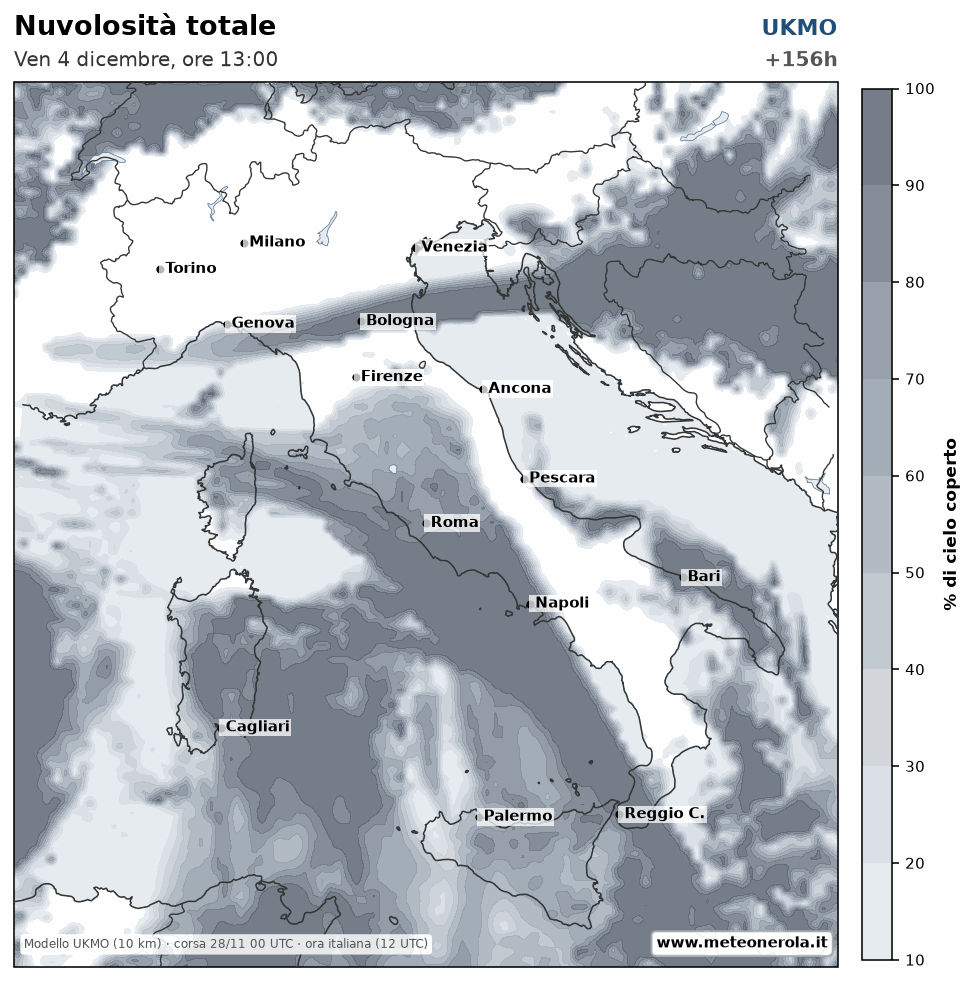 Nuvolosità totale
UKMO
Ven 4 dicembre, ore 13:00
+156h
100
90
80
70
60
50
40
30
20
10
% di cielo coperto
Milano
Venezia
Torino
Genova
Bologna
Firenze
Ancona
Pescara
Roma
Bari
Napoli
Cagliari
Palermo
Reggio C.
Modello UKMO (10 km) · corsa 28/11 00 UTC · ora italiana (12 UTC)
www.meteonerola.it